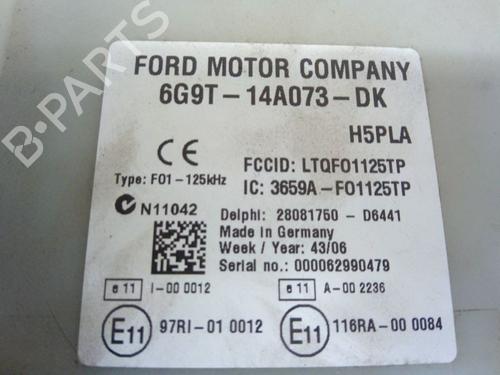 B-PARTS
FORD MOTOR COMPANY
6G9T-14A073-DK
H5PLA
CE
FCCID: LTQFO1125TP
Type: FO1-125kHz
IC: 3659A-FO1125TP
N11042
Delphi: 28081750 - D6441
Made in Germany
Week / Year: 43/06
Serial no.: 000062990479
e 11 I-00 0012
e 11 A-00 2236
E11 97RI-01 0012
E11 116RA-00 0084